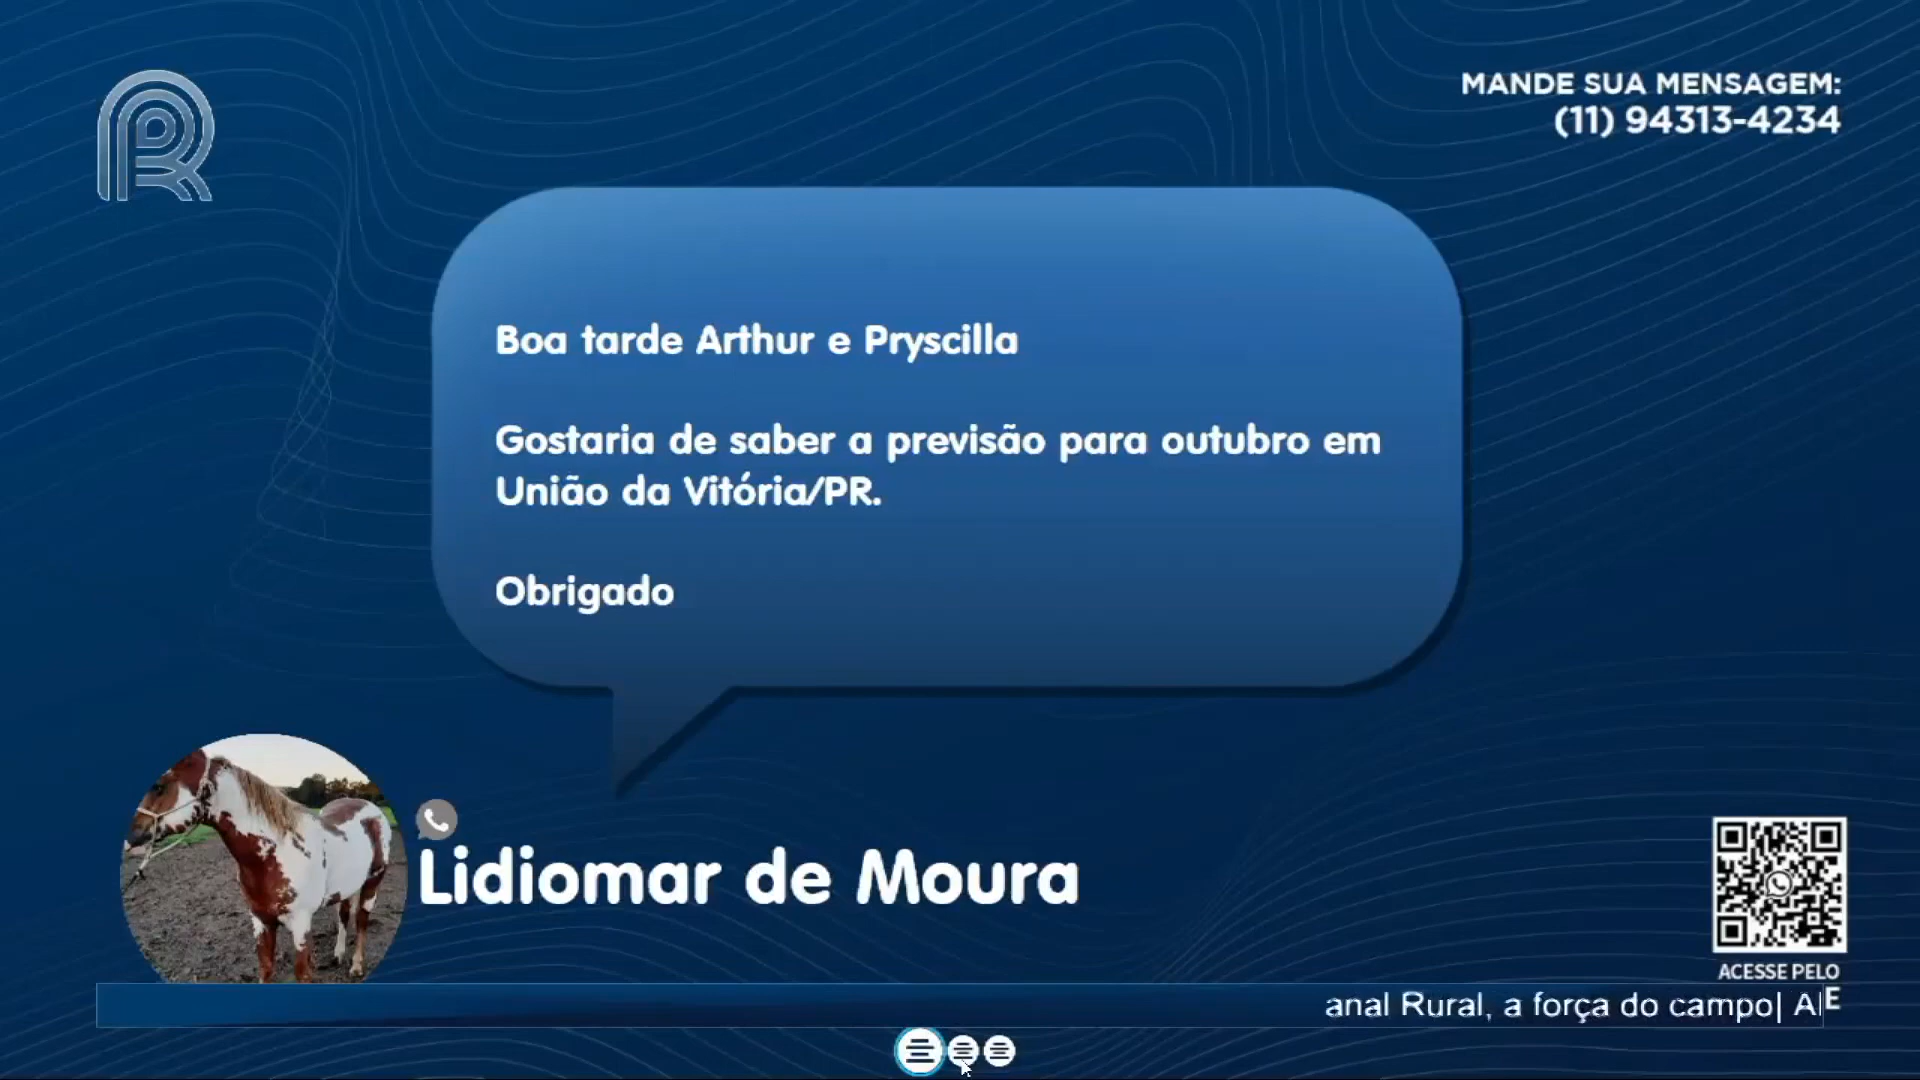 MANDE SUA MENSAGEM:
(11) 94313-4234
Boa tarde Arthur e Pryscilla
Gostaria de saber a previsão para outubro em
União da Vitória/PR.
Obrigado
Lidiomar de Moura
ACESSE PELO
E
anal Rural, a força do campo| Al